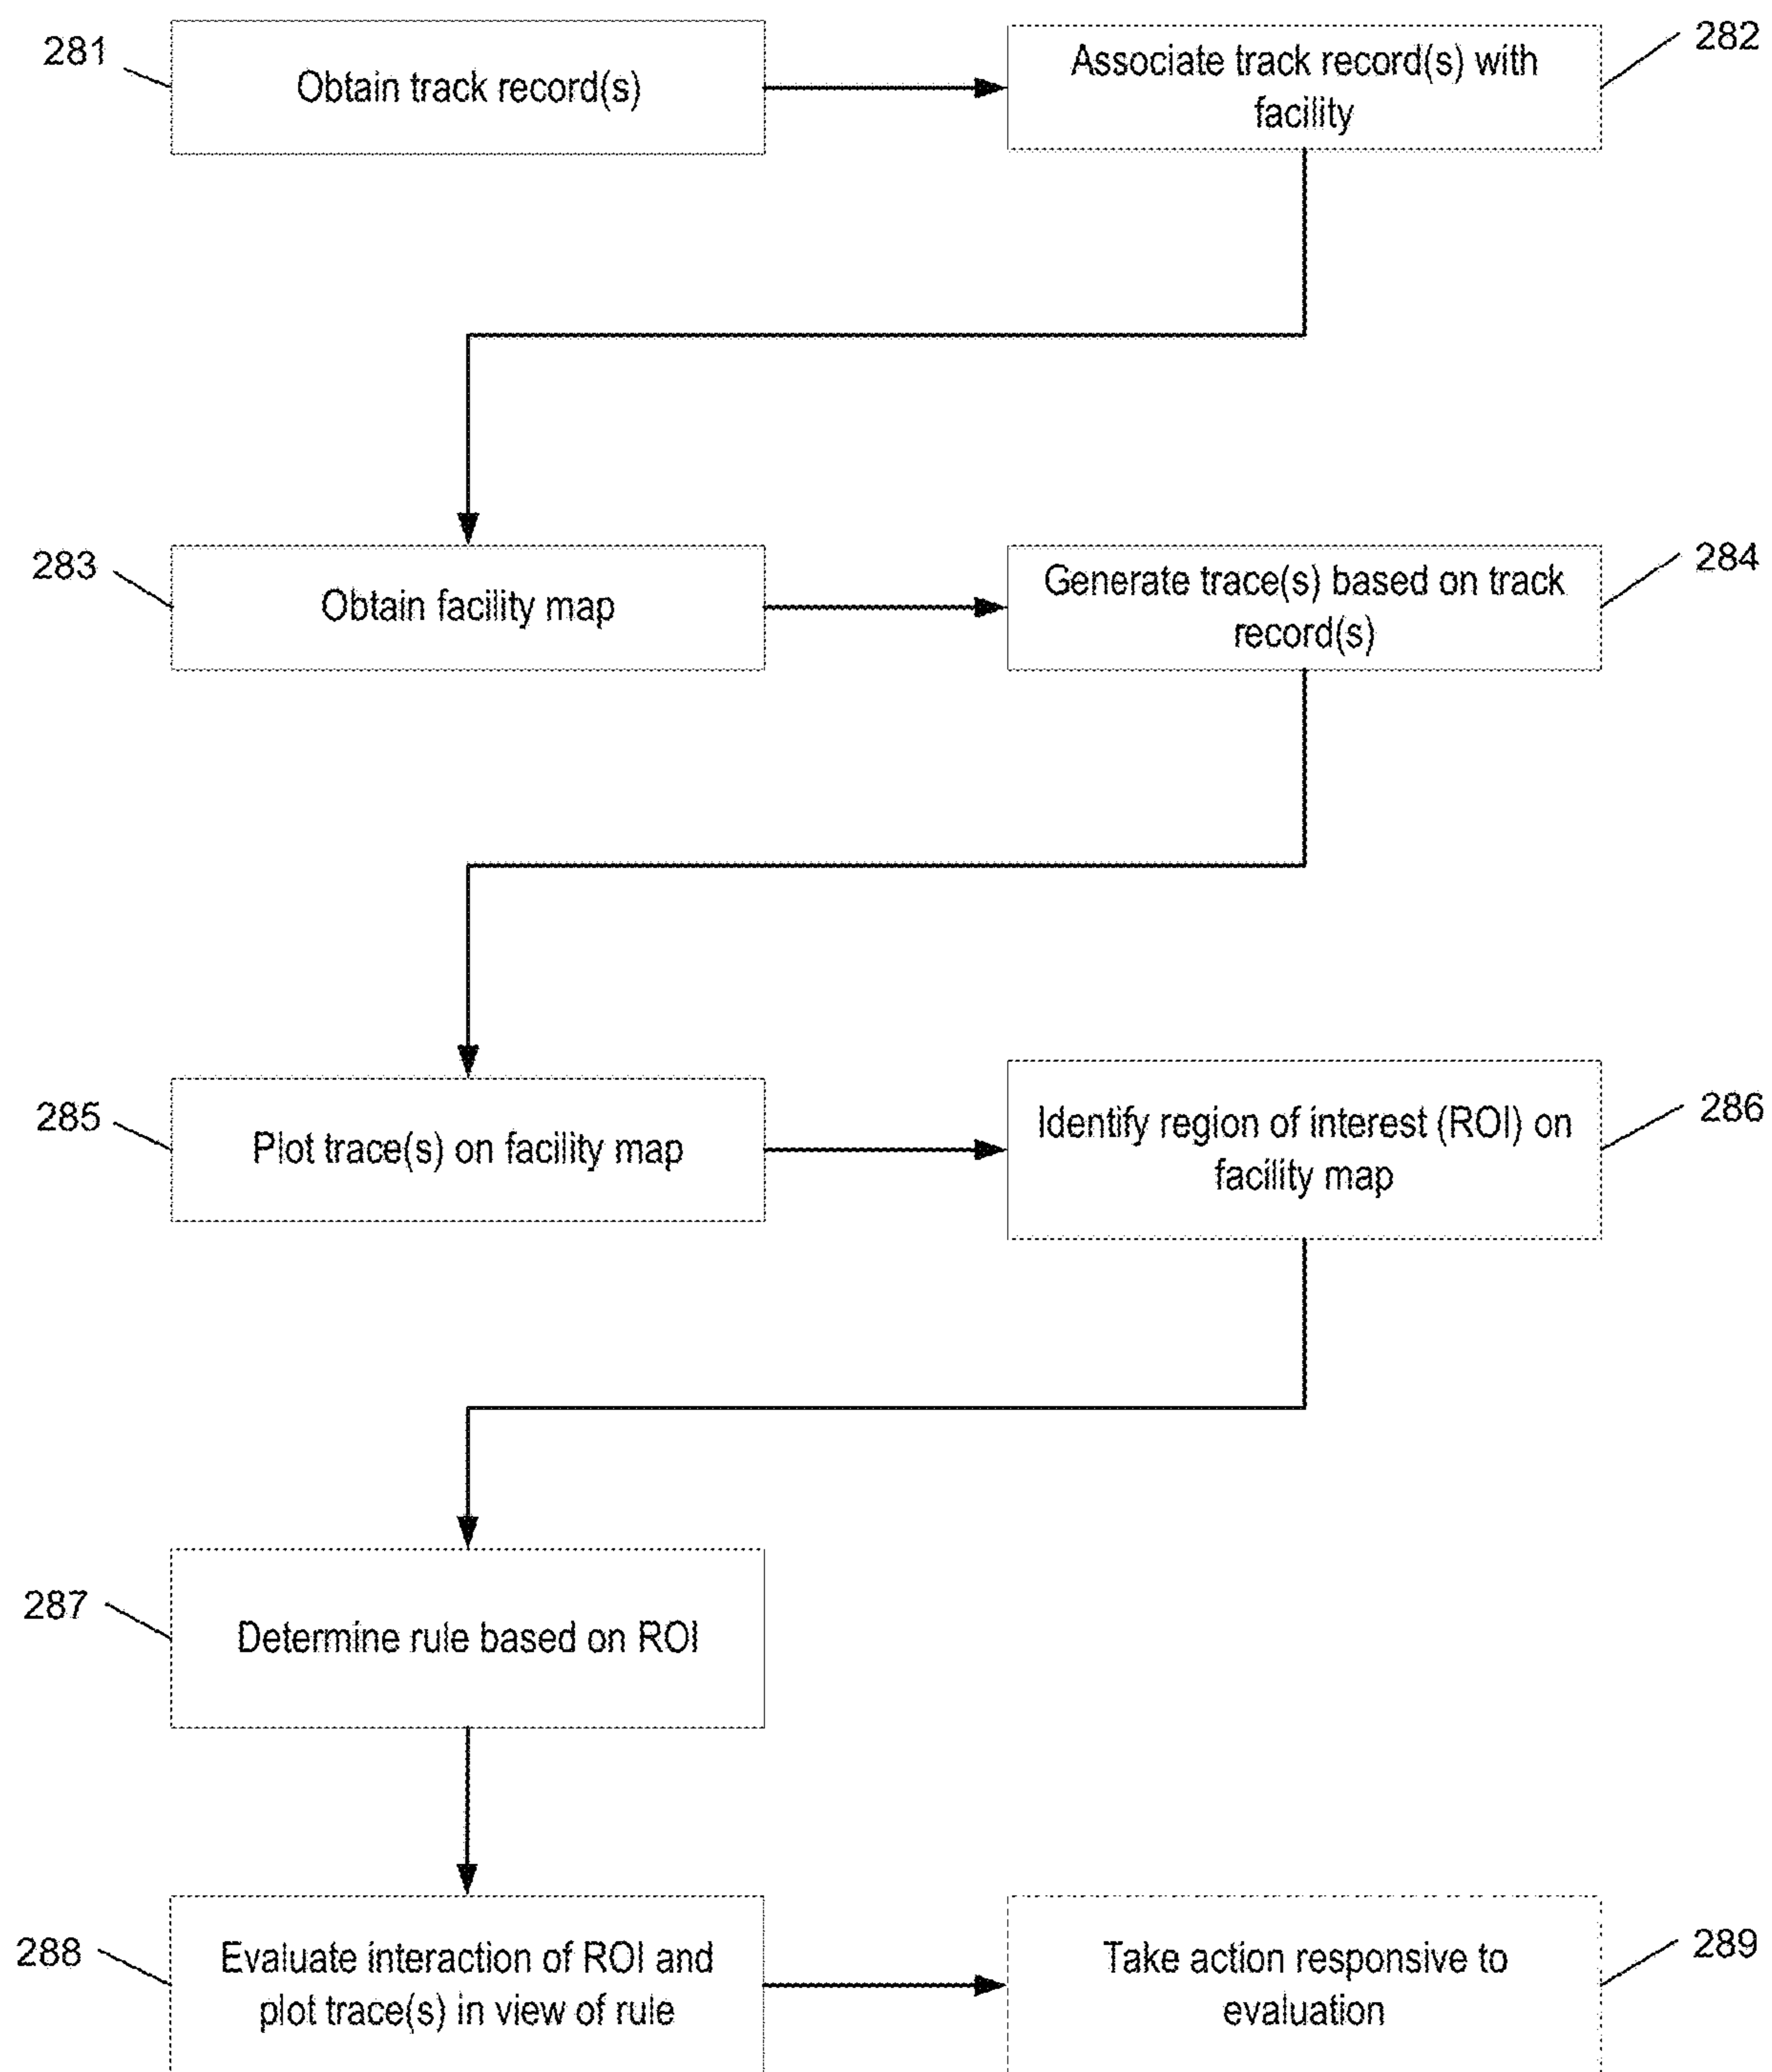 281
Obtain track record(s)
Associate track record(s) with
facility
282
283
Obtain facility map
Generate trace(s) based on track
record(s)
284
285
Plot trace(s) on facility map
Identify region of interest (ROI) on
facility map
286
287
Determine rule based on ROI
288
Evaluate interaction of ROI and
plot trace(s) in view of rule
Take action responsive to
evaluation
289